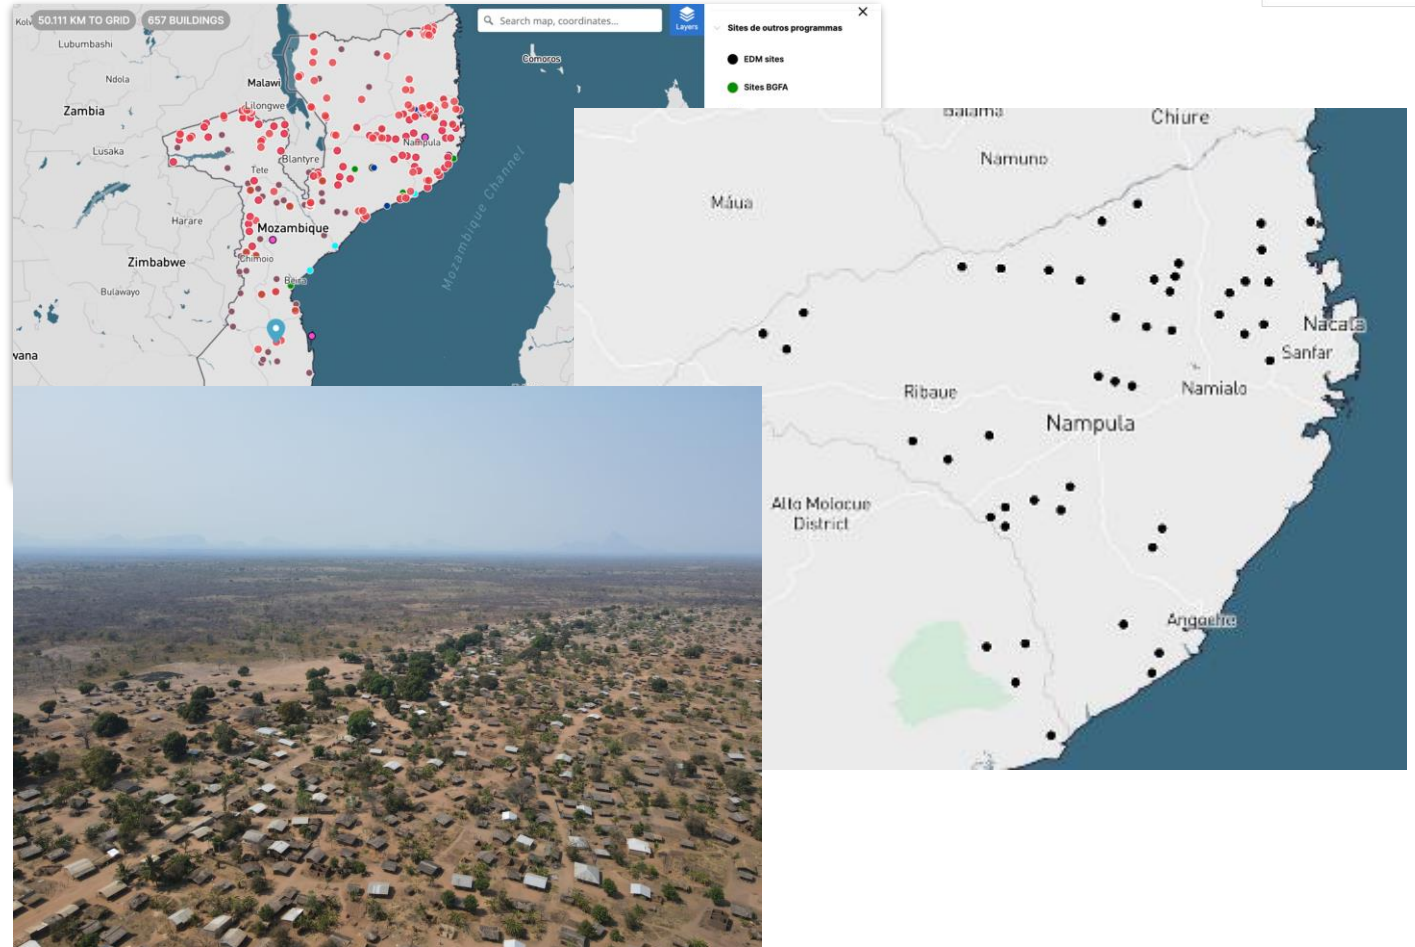 50.111 KM TO GRID
657 BUILDINGS
Search map, coordinates...
Layers
Sites de outros programmas
EDM sites
Sites BGFA
Lubumbashi
Comoros
Ndola
Malawi
Zambia
Lilongwe
Lusaka
Nampula
Blantyre
Tete
Harare
Mozambique
Mozambique Channel
Zimbabwe
Chimoio
Beira
Bulawayo
wana
Balama
Chiure
Namuno
Máua
Nacala
Sanfar
Ribaue
Namialo
Nampula
Alto Molocue
District
Angoche